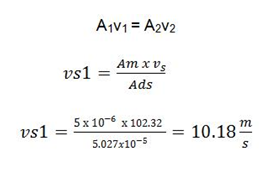 A₁v₁ = A₂v₂
vs1 = Am x vₛ / Ads
vs1 = 5 x 10⁻⁶ x 102.32 / 5.027x10⁻⁵ = 10.18 m/s